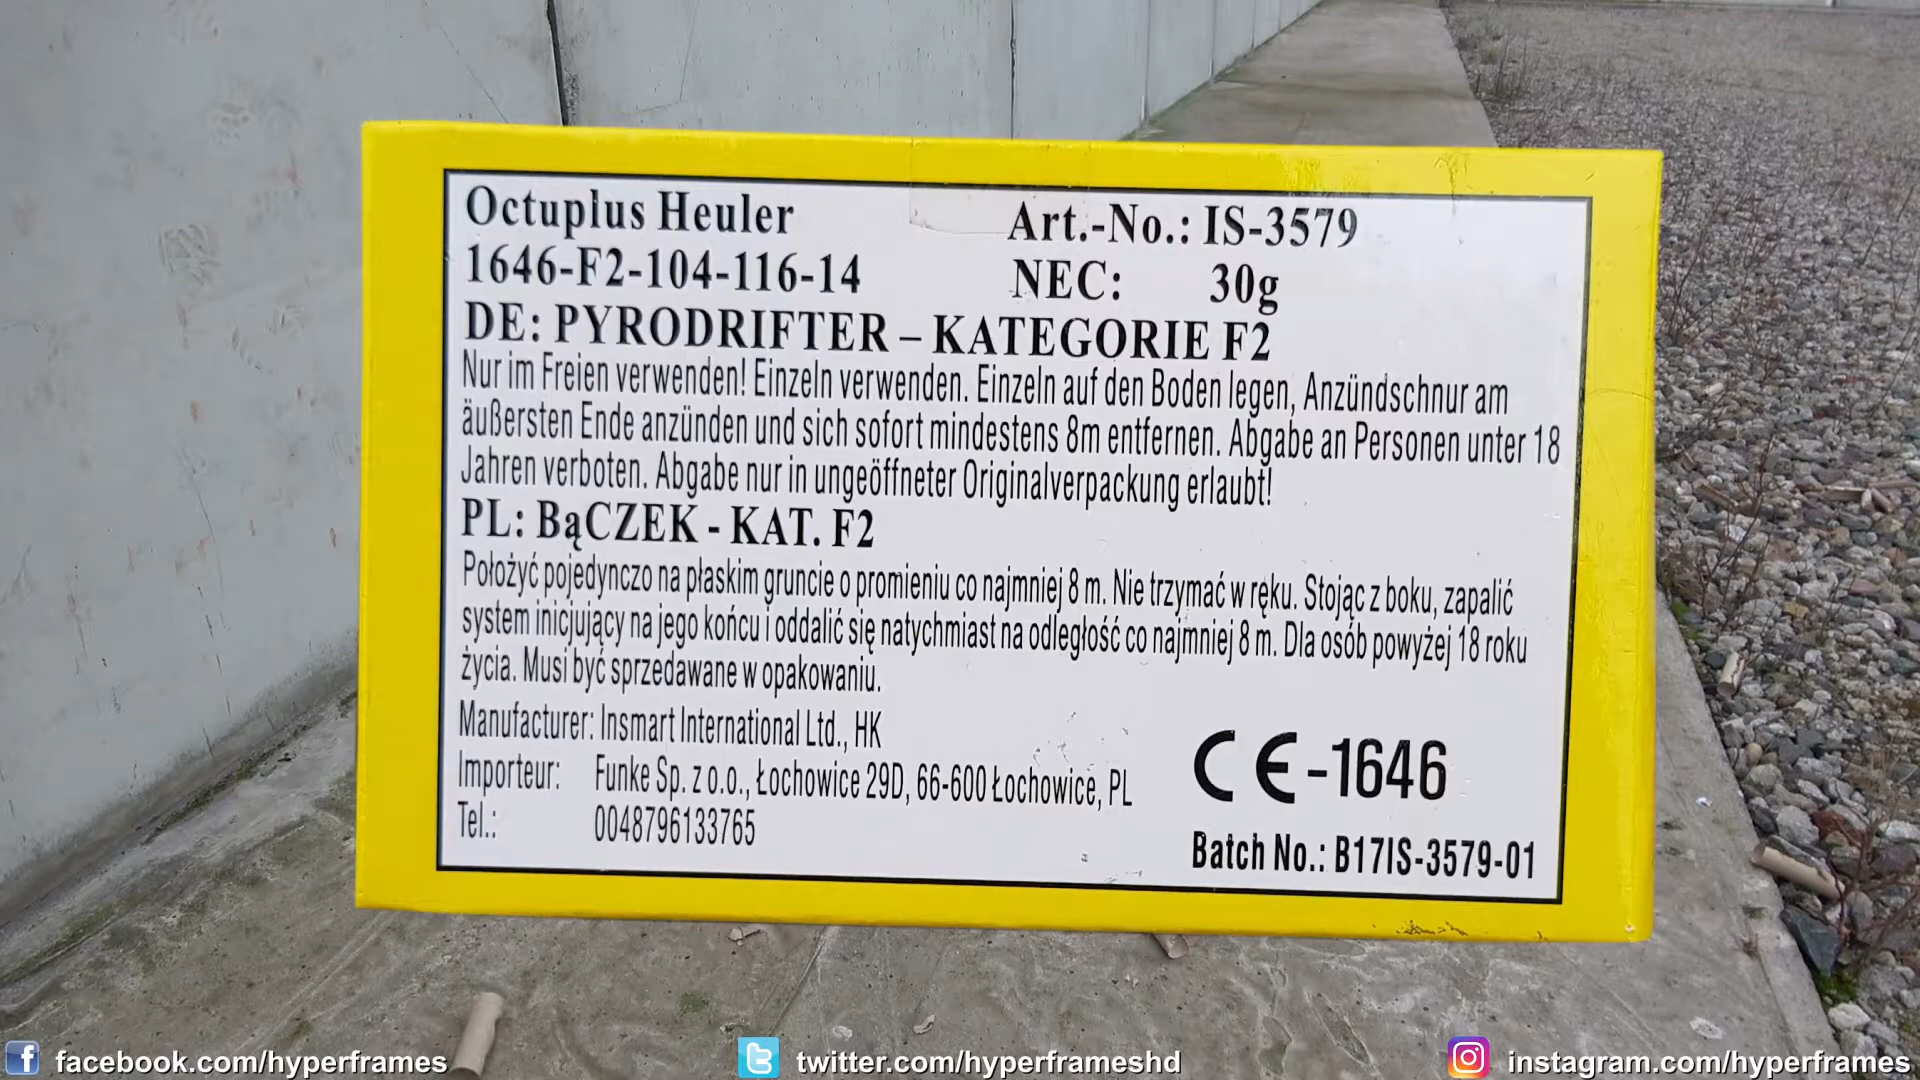 Octuplus Heuler
Art.-No.: IS-3579
1646-F2-104-116-14
NEC: 30g
DE: PYRODRIFTER – KATEGORIE F2
Nur im Freien verwenden! Einzeln verwenden. Einzeln auf den Boden legen, Anzündschnur am
äußersten Ende anzünden und sich sofort mindestens 8m entfernen. Abgabe an Personen unter 18
Jahren verboten. Abgabe nur in ungeöffneter Originalverpackung erlaubt!
PL: BąCZEK - KAT. F2
Położyć pojedynczo na płaskim gruncie o promieniu co najmniej 8 m. Nie trzymać w ręku. Stojąc z boku, zapalić
system inicjujący na jego końcu i oddalić się natychmiast na odległość co najmniej 8 m. Dla osób powyżej 18 roku
życia. Musi być sprzedawane w opakowaniu.
Manufacturer: Insmart International Ltd., HK
Importeur: Funke Sp. z o.o., Łochowice 29D, 66-600 Łochowice, PL
Tel.: 0048796133765
CE-1646
Batch No.: B17IS-3579-01
facebook.com/hyperframes
twitter.com/hyperframeshd
instagram.com/hyperframes